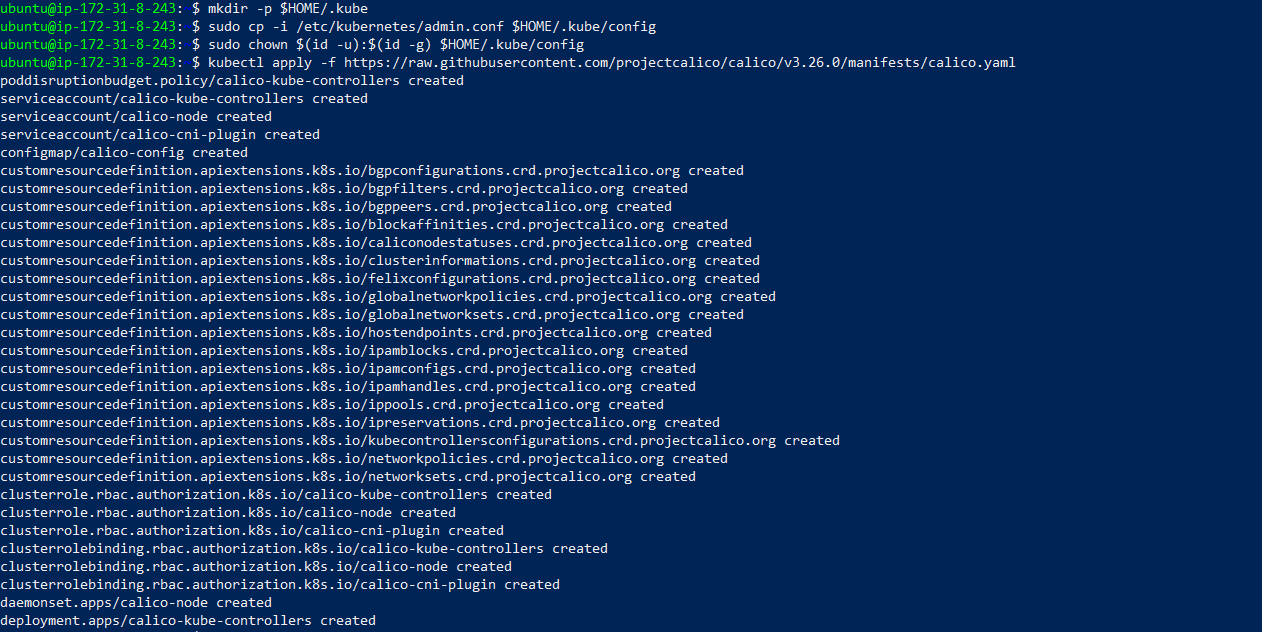 ubuntu@ip-172-31-8-243: $ mkdir -p $HOME/.kube
ubuntu@ip-172-31-8-243: $ sudo cp -i /etc/kubernetes/admin.conf $HOME/.kube/config
ubuntu@ip-172-31-8-243: $ sudo chown $(id -u):$(id -g) $HOME/.kube/config
ubuntu@ip-172-31-8-243: $ kubectl apply -f https://raw.githubusercontent.com/projectcalico/calico/v3.26.0/manifests/calico.yaml
poddisruptionbudget.policy/calico-kube-controllers created
serviceaccount/calico-kube-controllers created
serviceaccount/calico-node created
serviceaccount/calico-cni-plugin created
configmap/calico-config created
customresourcedefinition.apiextensions.k8s.io/bgpconfigurations.crd.projectcalico.org created
customresourcedefinition.apiextensions.k8s.io/bgpfilters.crd.projectcalico.org created
customresourcedefinition.apiextensions.k8s.io/bgppeers.crd.projectcalico.org created
customresourcedefinition.apiextensions.k8s.io/blockaffinities.crd.projectcalico.org created
customresourcedefinition.apiextensions.k8s.io/caliconodestatuses.crd.projectcalico.org created
customresourcedefinition.apiextensions.k8s.io/clusterinformations.crd.projectcalico.org created
customresourcedefinition.apiextensions.k8s.io/felixconfigurations.crd.projectcalico.org created
customresourcedefinition.apiextensions.k8s.io/globalnetworkpolicies.crd.projectcalico.org created
customresourcedefinition.apiextensions.k8s.io/globalnetworksets.crd.projectcalico.org created
customresourcedefinition.apiextensions.k8s.io/hostendpoints.crd.projectcalico.org created
customresourcedefinition.apiextensions.k8s.io/ipamblocks.crd.projectcalico.org created
customresourcedefinition.apiextensions.k8s.io/ipamconfigs.crd.projectcalico.org created
customresourcedefinition.apiextensions.k8s.io/ipamhandles.crd.projectcalico.org created
customresourcedefinition.apiextensions.k8s.io/ippools.crd.projectcalico.org created
customresourcedefinition.apiextensions.k8s.io/ipreservations.crd.projectcalico.org created
customresourcedefinition.apiextensions.k8s.io/kubecontrollersconfigurations.crd.projectcalico.org created
customresourcedefinition.apiextensions.k8s.io/networkpolicies.crd.projectcalico.org created
customresourcedefinition.apiextensions.k8s.io/networksets.crd.projectcalico.org created
clusterrole.rbac.authorization.k8s.io/calico-kube-controllers created
clusterrole.rbac.authorization.k8s.io/calico-node created
clusterrole.rbac.authorization.k8s.io/calico-cni-plugin created
clusterrolebinding.rbac.authorization.k8s.io/calico-kube-controllers created
clusterrolebinding.rbac.authorization.k8s.io/calico-node created
clusterrolebinding.rbac.authorization.k8s.io/calico-cni-plugin created
daemonset.apps/calico-node created
deployment.apps/calico-kube-controllers created